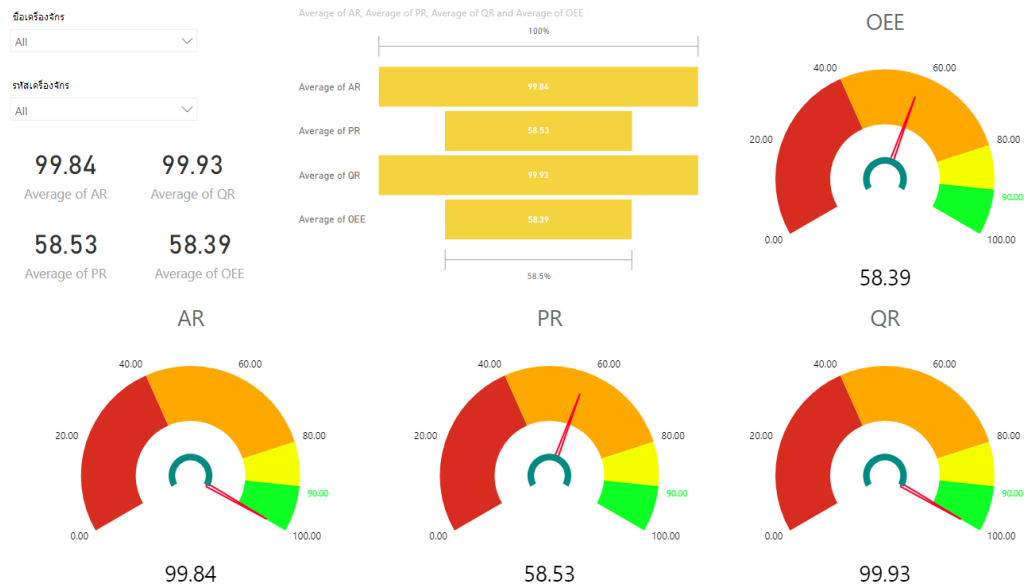 ชื่อเครื่องจักร
All
รหัสเครื่องจักร
All
99.84
Average of AR
99.93
Average of QR
58.53
Average of PR
58.39
Average of OEE
Average of AR, Average of PR, Average of QR and Average of OEE
100%
Average of AR
99.84
Average of PR
58.53
Average of QR
99.93
Average of OEE
58.39
58.5%
OEE
0.00
20.00
40.00
60.00
80.00
90.00
100.00
58.39
AR
0.00
20.00
40.00
60.00
80.00
90.00
100.00
99.84
PR
0.00
20.00
40.00
60.00
80.00
90.00
100.00
58.53
QR
0.00
20.00
40.00
60.00
80.00
90.00
100.00
99.93